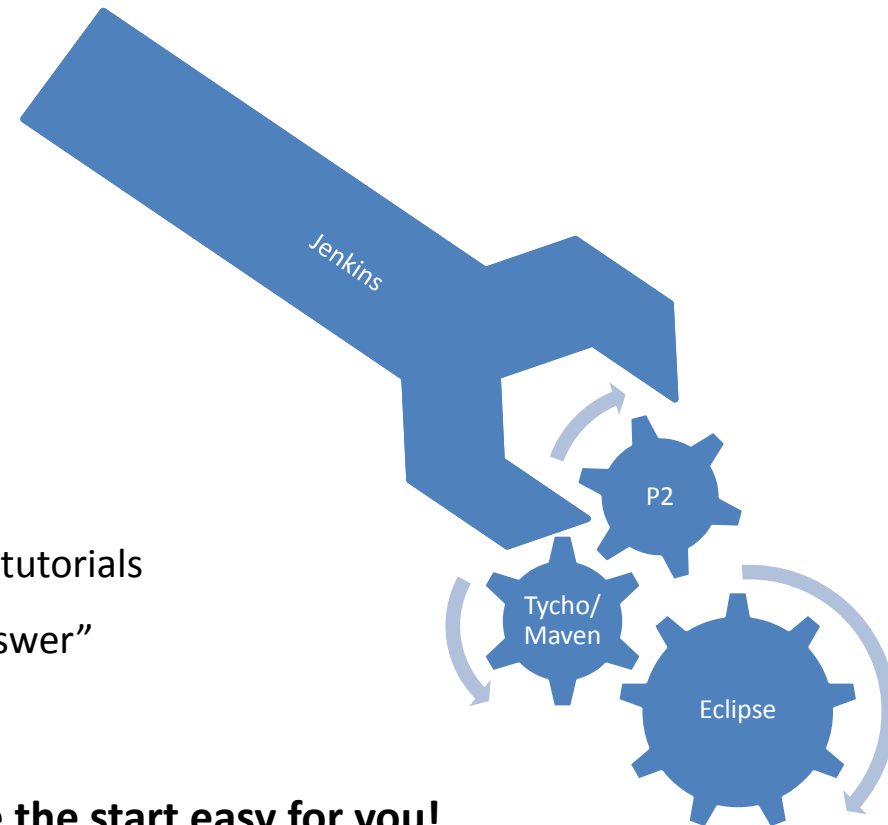 Jenkins
P2
tutorials
Tycho/
Maven
swer”
Eclipse
the start easy for you!